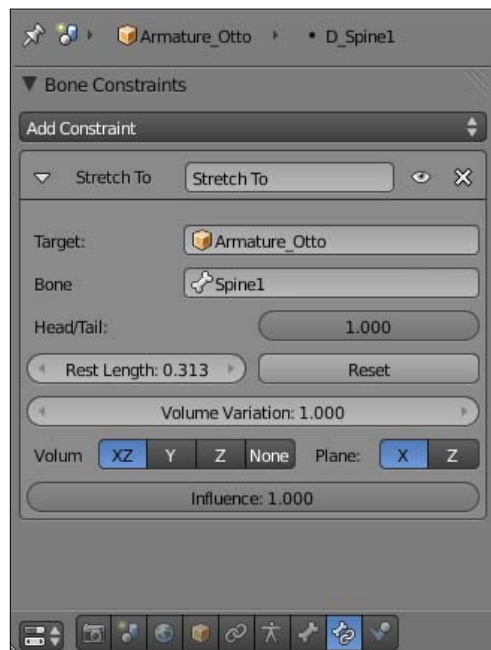 Armature_Otto • D_Spine1
Bone Constraints
Add Constraint
Stretch To Stretch To
Target: Armature_Otto
Bone Spine1
Head/Tail: 1.000
Rest Length: 0.313 Reset
Volume Variation: 1.000
Volum XZ Y Z None Plane: X Z
Influence: 1.000